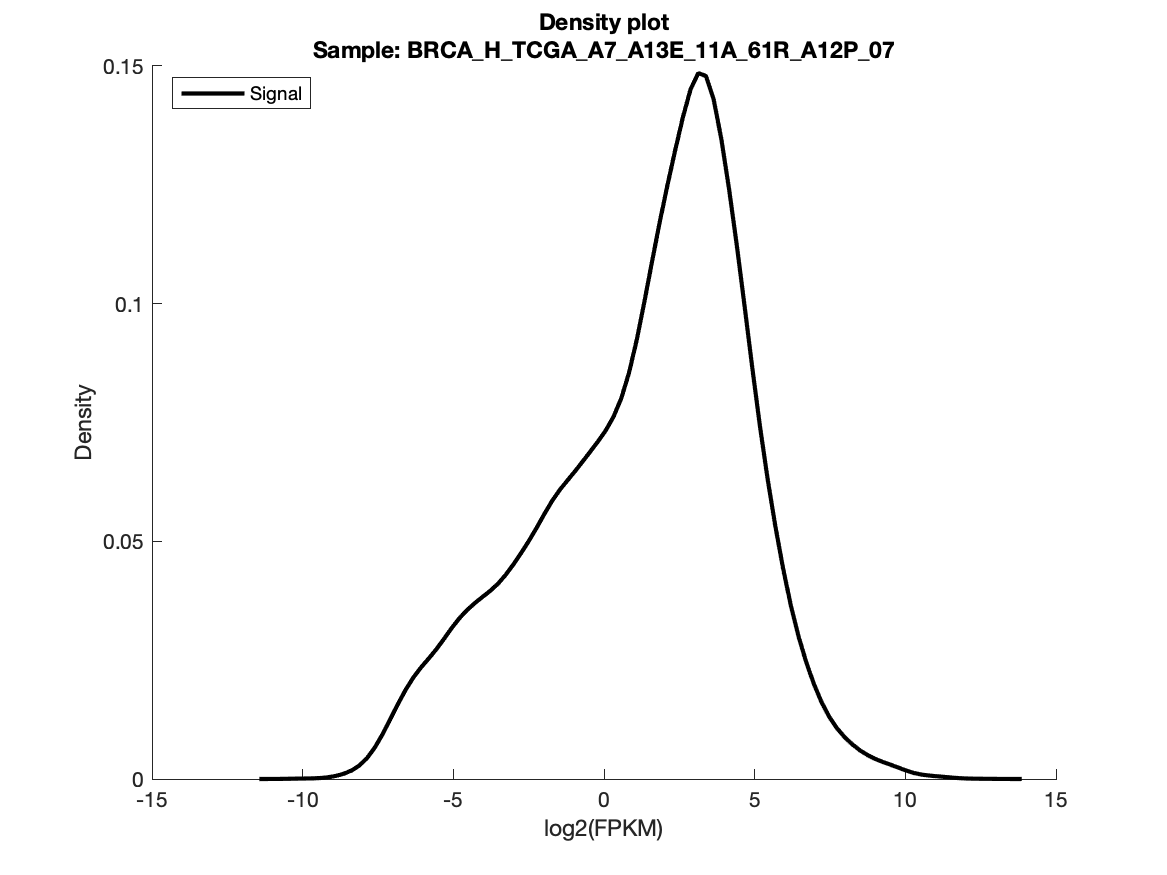 Density plot
Sample: BRCA_H_TCGA_A7_A13E_11A_61R_A12P_07
0.15
Signal
0.1
Density
0.05
0
-15
-10
-5
0
5
10
15
log2(FPKM)